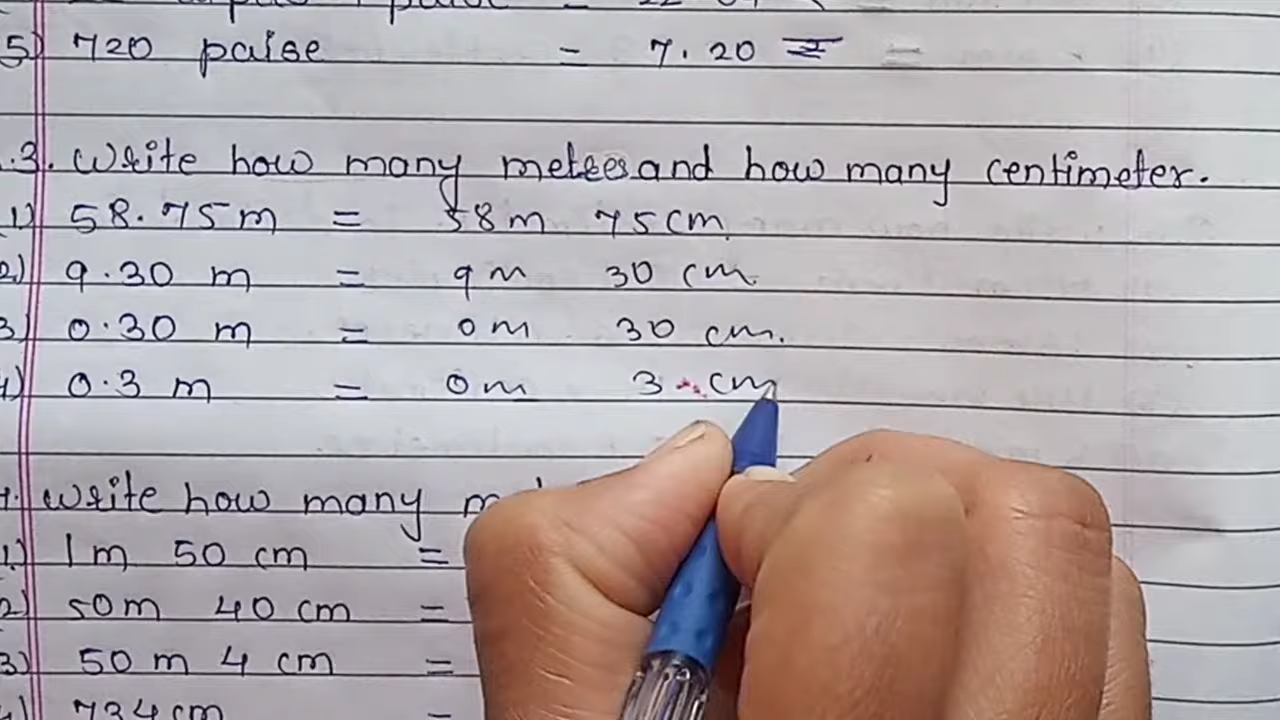 5) 720 paise = 7.20 ₹ =
.3. Write how many metres and how many centimeter.
1) 58.75 m = 58 m 75 cm.
2) 9.30 m = 9 m 30 cm.
3) 0.30 m = 0 m 30 cm.
4) 0.3 m = 0 m 3 cm
Write how many
1) 1 m 50 cm =
2) 50 m 40 cm =
3) 50 m 4 cm =
4) 734 cm =